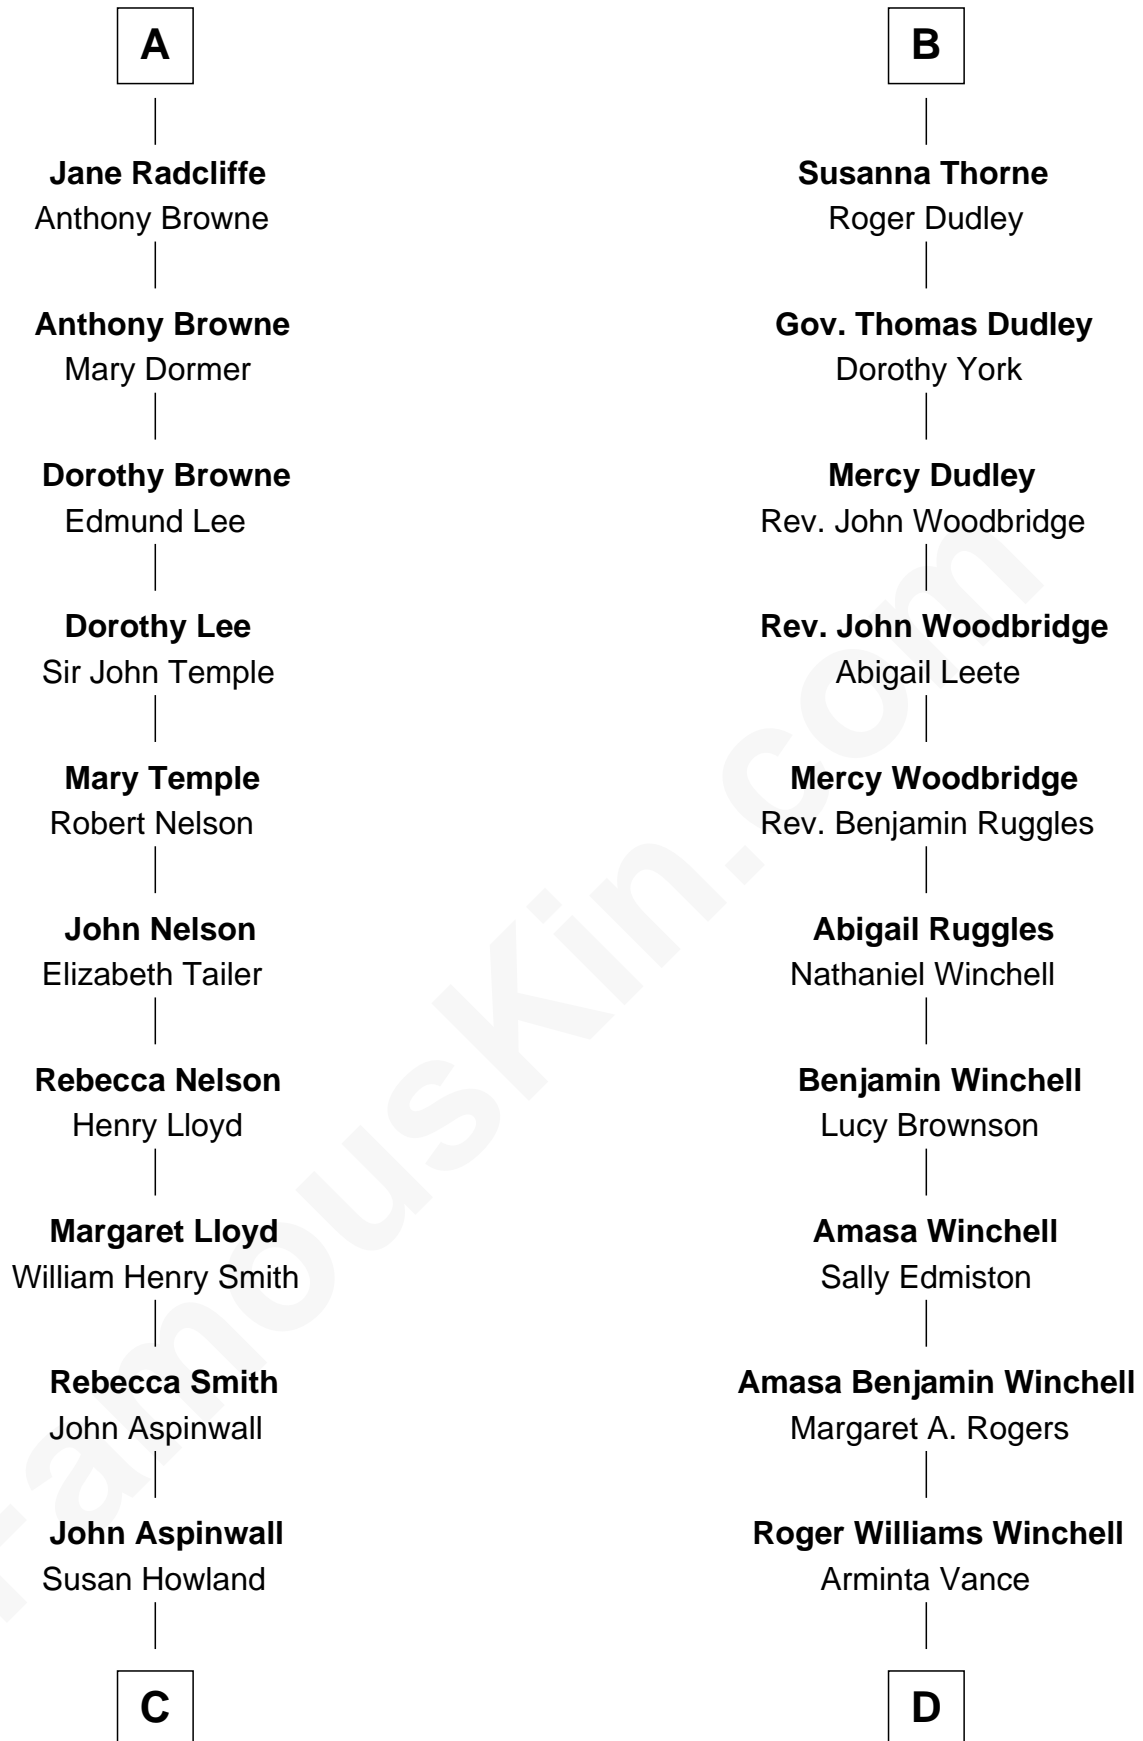 A
Jane Radcliffe
Anthony Browne
Anthony Browne
Mary Dormer
Dorothy Browne
Edmund Lee
Dorothy Lee
Sir John Temple
Mary Temple
Robert Nelson
John Nelson
Elizabeth Tailer
Rebecca Nelson
Henry Lloyd
Margaret Lloyd
William Henry Smith
Rebecca Smith
John Aspinwall
John Aspinwall
Susan Howland
C
B
Susanna Thorne
Roger Dudley
Gov. Thomas Dudley
Dorothy York
Mercy Dudley
Rev. John Woodbridge
Rev. John Woodbridge
Abigail Leete
Mercy Woodbridge
Rev. Benjamin Ruggles
Abigail Ruggles
Nathaniel Winchell
Benjamin Winchell
Lucy Brownson
Amasa Winchell
Sally Edmiston
Amasa Benjamin Winchell
Margaret A. Rogers
Roger Williams Winchell
Arminta Vance
D
FamousKin.com